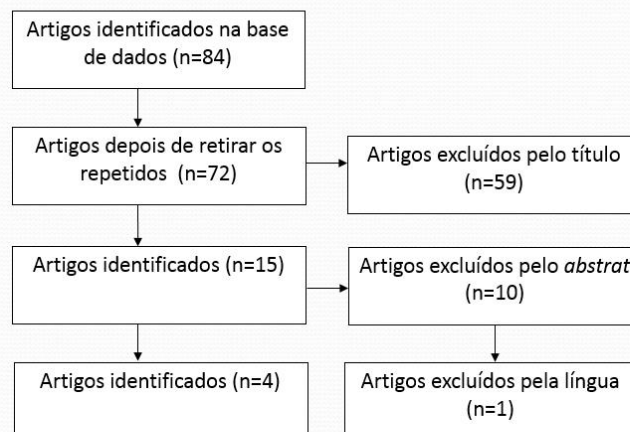 Artigos identificados na base
de dados (n=84)
Artigos depois de retirar os
repetidos (n=72)
Artigos excluídos pelo título
(n=59)
Artigos identificados (n=15)
Artigos excluídos pelo abstrat
(n=10)
Artigos identificados (n=4)
Artigos excluídos pela língua
(n=1)